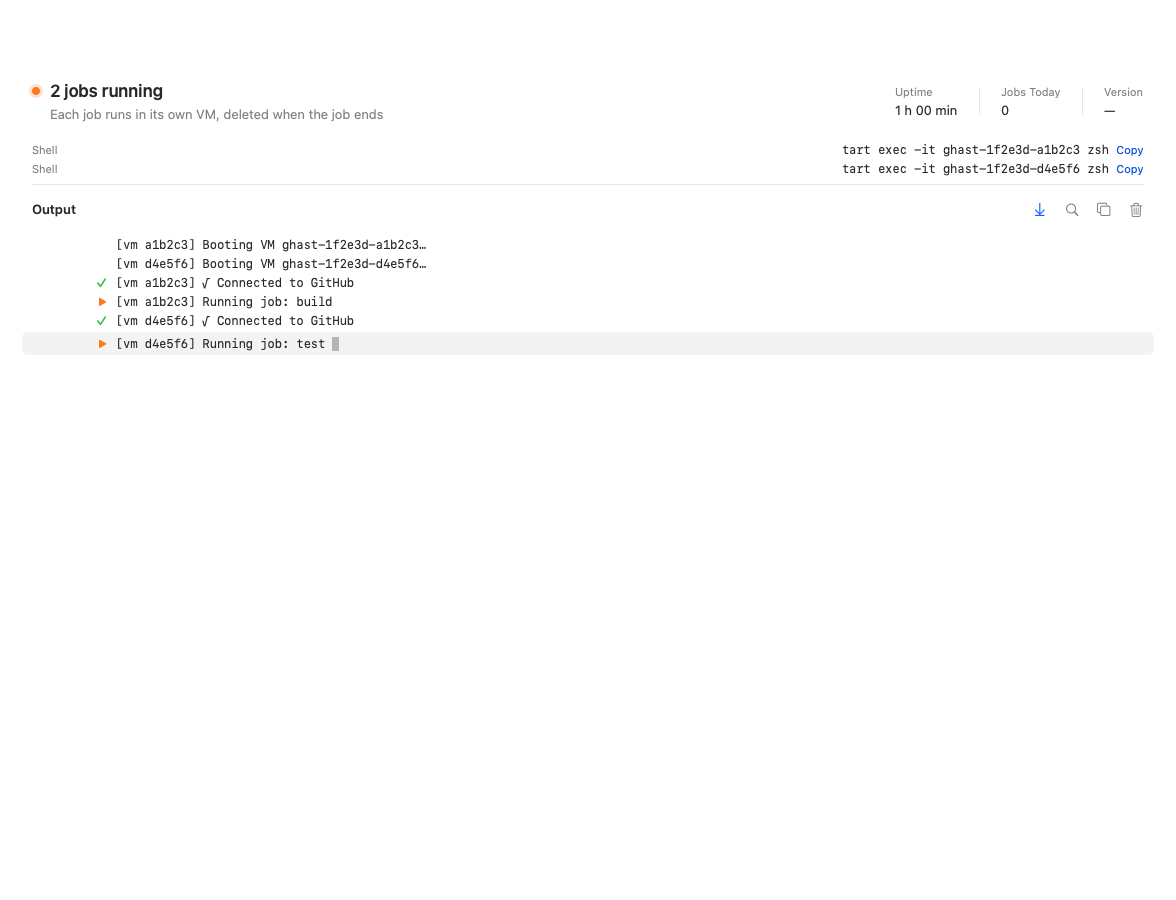 2 jobs running
Each job runs in its own VM, deleted when the job ends
Uptime
1 h 00 min
Jobs Today
0
Version
—
Shell tart exec -it ghast-1f2e3d-a1b2c3 zsh Copy
Shell tart exec -it ghast-1f2e3d-d4e5f6 zsh Copy
Output
[vm a1b2c3] Booting VM ghast-1f2e3d-a1b2c3…
[vm d4e5f6] Booting VM ghast-1f2e3d-d4e5f6…
[vm a1b2c3] √ Connected to GitHub
[vm a1b2c3] Running job: build
[vm d4e5f6] √ Connected to GitHub
[vm d4e5f6] Running job: test